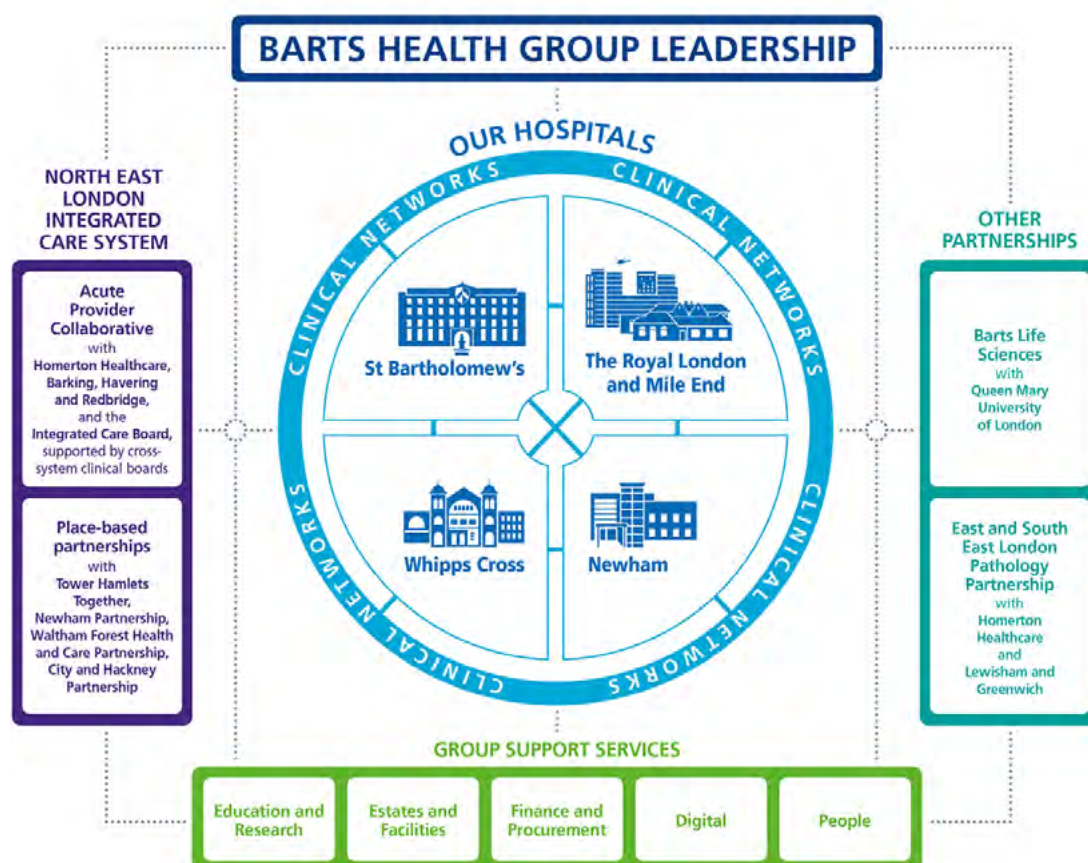 BARTS HEALTH GROUP LEADERSHIP
OUR HOSPITALS
CLINICAL NETWORKS
CLINICAL NETWORKS
CLINICAL NETWORKS
CLINICAL NETWORKS
St Bartholomew's
The Royal London
and Mile End
Whipps Cross
Newham
NORTH EAST
LONDON
INTEGRATED
CARE SYSTEM
Acute
Provider
Collaborative
with
Homerton Healthcare,
Barking, Havering
and Redbridge,
and the
Integrated Care Board,
supported by cross-
system clinical boards
Place-based
partnerships
with
Tower Hamlets
Together,
Newham Partnership,
Waltham Forest Health
and Care Partnership,
City and Hackney
Partnership
OTHER
PARTNERSHIPS
Barts Life
Sciences
with
Queen Mary
University
of London
East and South
East London
Pathology
Partnership
with
Homerton
Healthcare
and
Lewisham and
Greenwich
GROUP SUPPORT SERVICES
Education and
Research
Estates and
Facilities
Finance and
Procurement
Digital
People